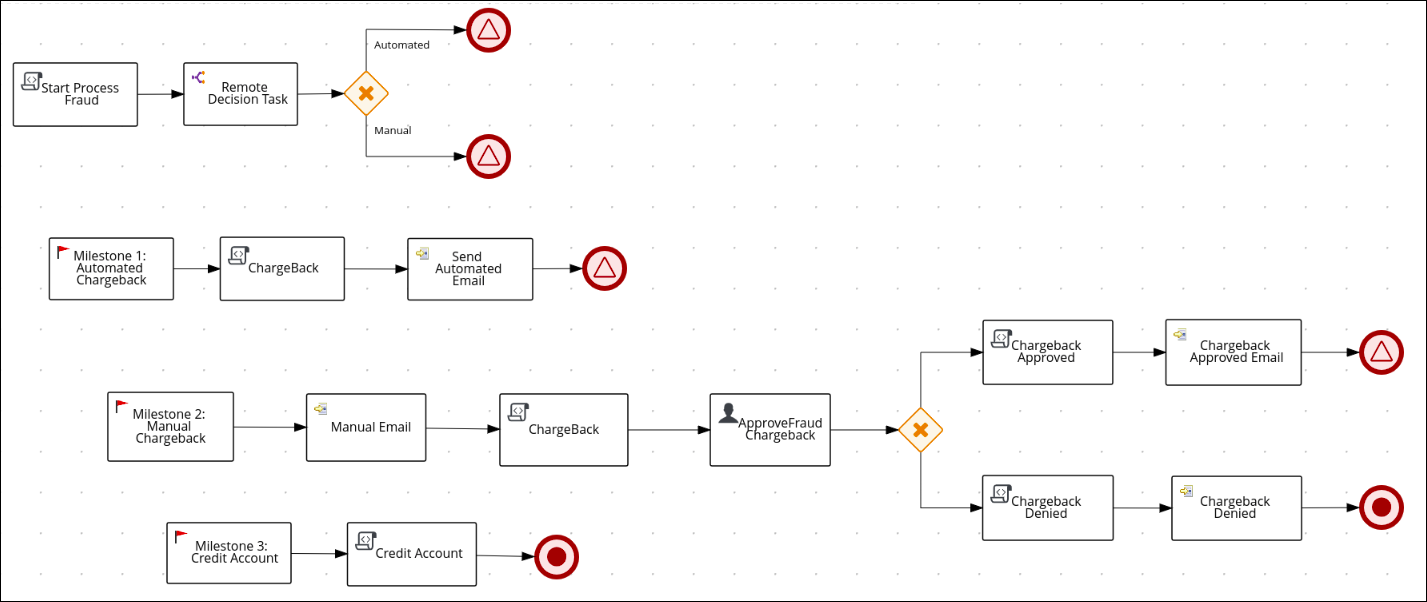 Automated
Start Process
Fraud
Remote
Decision Task
Manual
Milestone 1:
Automated
Chargeback
ChargeBack
Send
Automated
Email
Chargeback
Approved
Chargeback
Approved Email
Milestone 2:
Manual
Chargeback
Manual Email
ChargeBack
ApproveFraud
Chargeback
Chargeback
Denied
Chargeback
Denied
Milestone 3:
Credit Account
Credit Account